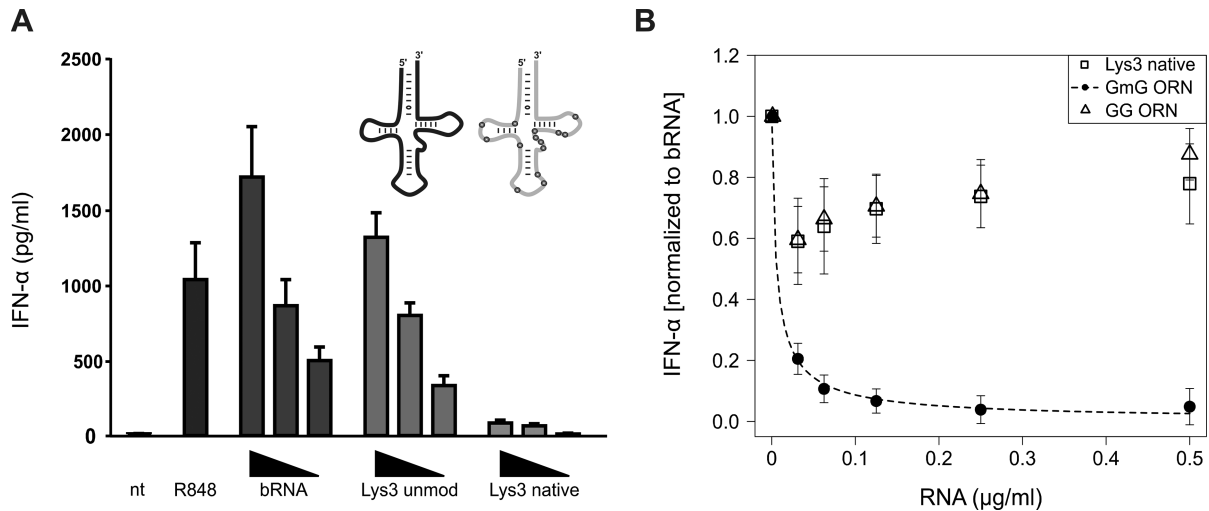 A
IFN-α (pg/ml)
2500
2000
1500
1000
500
0
5' 3'
5' 3'
nt R848 bRNA Lys3 unmod Lys3 native
B
IFN-α [normalized to bRNA]
1.2
1.0
0.8
0.6
0.4
0.2
0.0
Lys3 native
GmG ORN
GG ORN
0 0.1 0.2 0.3 0.4 0.5
RNA (µg/ml)